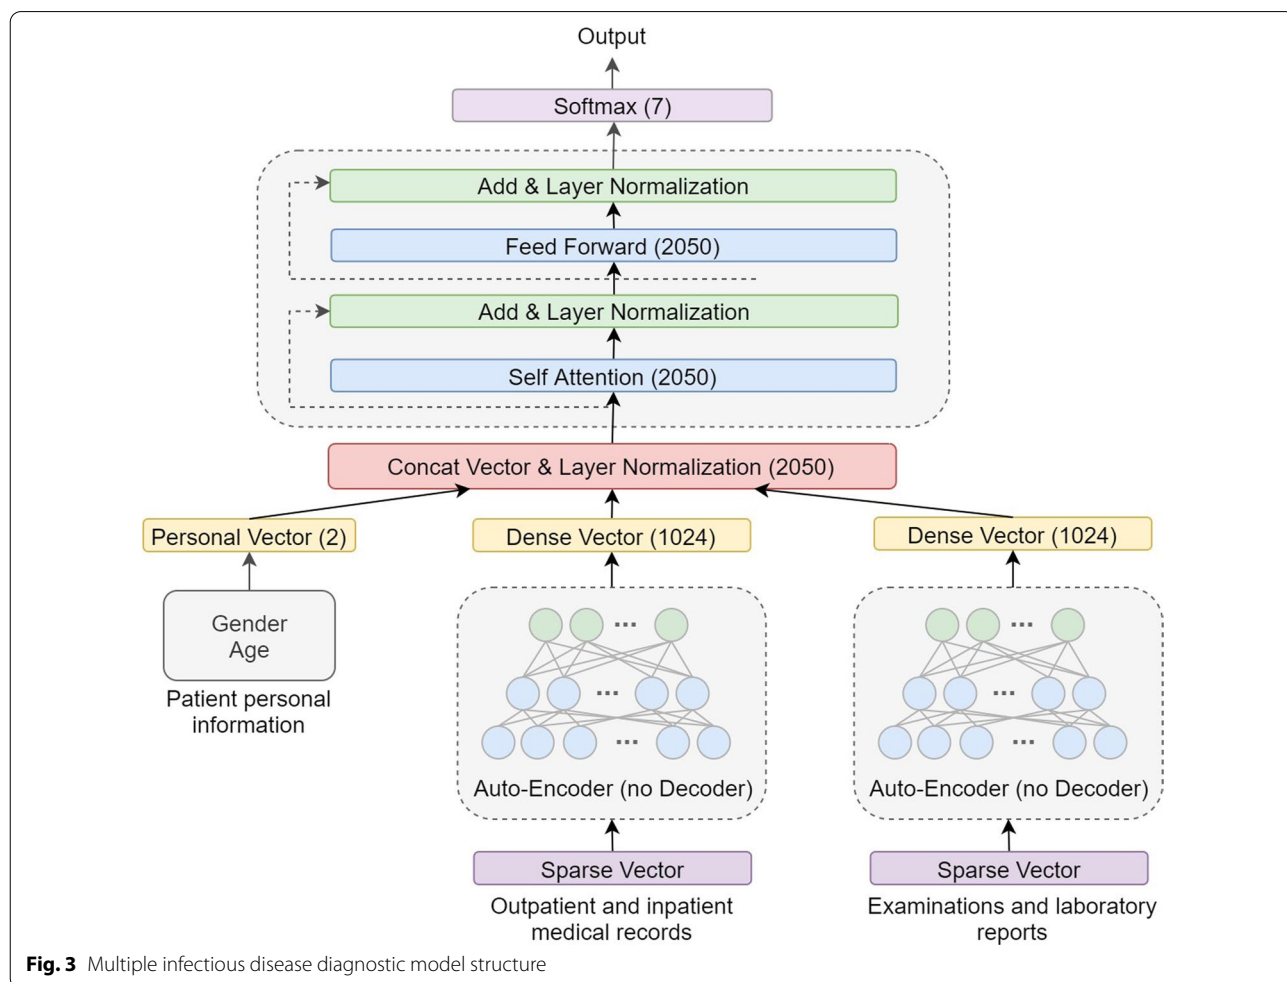 Output
Softmax (7)
Add & Layer Normalization
Feed Forward (2050)
Add & Layer Normalization
Self Attention (2050)
Concat Vector & Layer Normalization (2050)
Personal Vector (2)
Dense Vector (1024)
Dense Vector (1024)
Gender
Age
Patient personal
information
...
...
...
...
...
...
Auto-Encoder (no Decoder)
Auto-Encoder (no Decoder)
Sparse Vector
Sparse Vector
Outpatient and inpatient
medical records
Examinations and laboratory
reports
Fig. 3 Multiple infectious disease diagnostic model structure